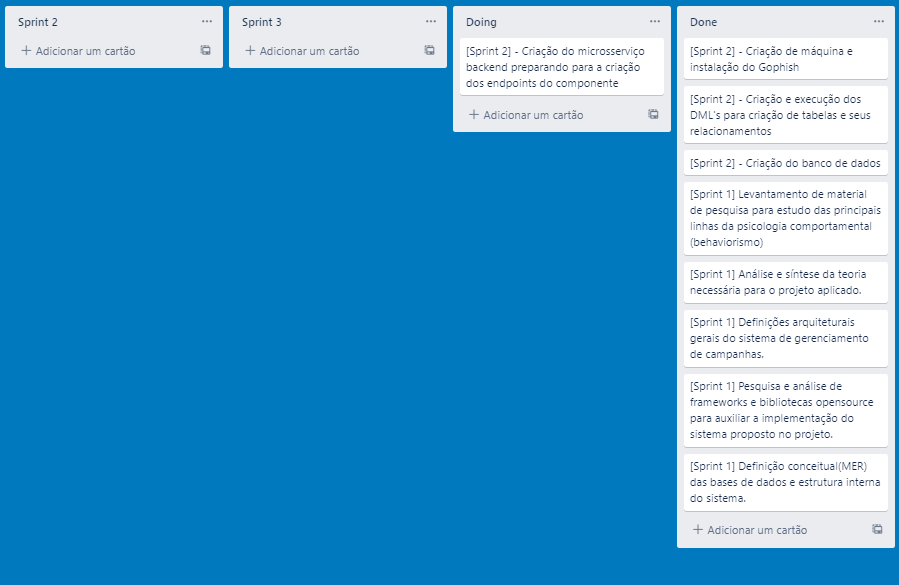 Sprint 2
Adicionar um cartão
Sprint 3
Adicionar um cartão
Doing
[Sprint 2] - Criação do microsserviço
backend preparando para a criação
dos endpoints do componente
Adicionar um cartão
Done
[Sprint 2] - Criação de máquina e
instalação do Gophish
[Sprint 2] - Criação e execução dos
DML's para criação de tabelas e seus
relacionamentos
[Sprint 2] - Criação do banco de dados
[Sprint 1] Levantamento de material
de pesquisa para estudo das principais
linhas da psicologia comportamental
(behaviorismo)
[Sprint 1] Análise e síntese da teoria
necessária para o projeto aplicado.
[Sprint 1] Definições arquiteturais
gerais do sistema de gerenciamento
de campanhas.
[Sprint 1] Pesquisa e análise de
frameworks e bibliotecas opensource
para auxiliar a implementação do
sistema proposto no projeto.
[Sprint 1] Definição conceitual(MER)
das bases de dados e estrutura interna
do sistema.
Adicionar um cartão